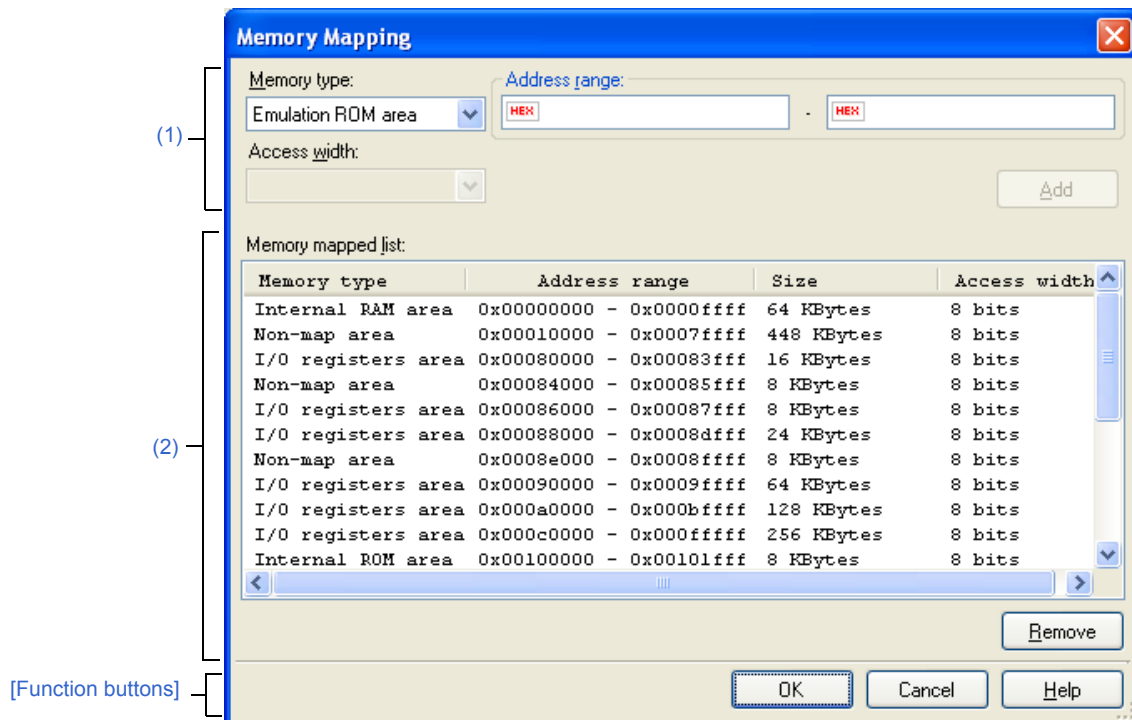 Memory Mapping
(1)
Memory type:
Address range:
Emulation ROM area
HEX
-
HEX
Access width:
Add
(2)
Memory mapped list:
Memory type Address range Size Access width
Internal RAM area 0x00000000 - 0x0000ffff 64 KBytes 8 bits
Non-map area 0x00010000 - 0x0007ffff 448 KBytes 8 bits
I/O registers area 0x00080000 - 0x00083fff 16 KBytes 8 bits
Non-map area 0x00084000 - 0x00085fff 8 KBytes 8 bits
I/O registers area 0x00086000 - 0x00087fff 8 KBytes 8 bits
I/O registers area 0x00088000 - 0x0008dfff 24 KBytes 8 bits
Non-map area 0x0008e000 - 0x0008ffff 8 KBytes 8 bits
I/O registers area 0x00090000 - 0x0009ffff 64 KBytes 8 bits
I/O registers area 0x000a0000 - 0x000bffff 128 KBytes 8 bits
I/O registers area 0x000c0000 - 0x000fffff 256 KBytes 8 bits
Internal ROM area 0x00100000 - 0x00101fff 8 KBytes 8 bits
Remove
[Function buttons]
OK
Cancel
Help